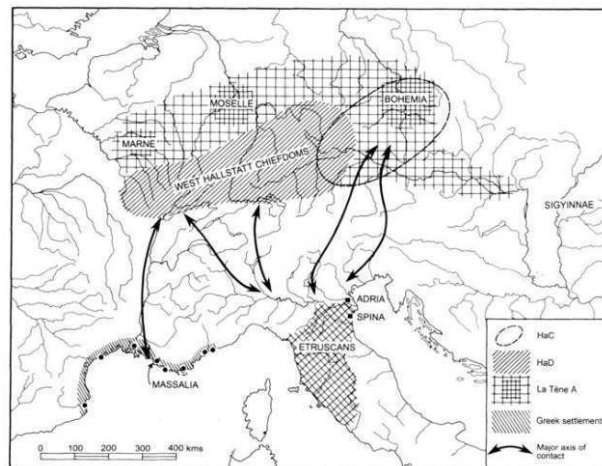 MOSELLE
BOHEMIA
MARNE
WEST HALLSTATT CHIEFDOMS
SIGYINNAE
ADRIA
SPINA
ETRUSCANS
MASSALIA
HaC
HaD
La Tène A
Greek settlement
Major axis of
contact
0 100 200 300 400 kms